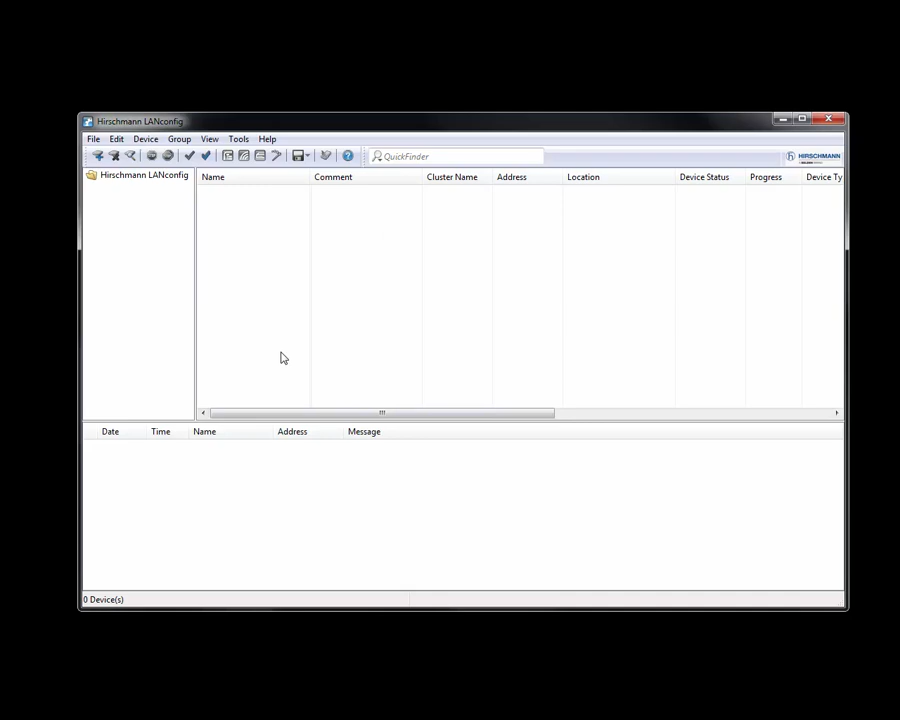 Hirschmann LANconfig
File Edit Device Group View Tools Help
QuickFinder
HIRSCHMANN
Hirschmann LANconfig
Name Comment Cluster Name Address Location Device Status Progress Device Ty
Date Time Name Address Message
0 Device(s)